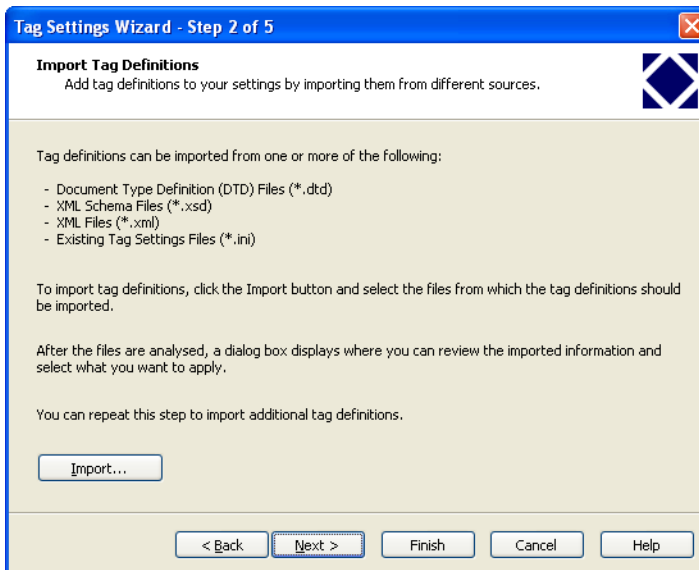 Tag Settings Wizard - Step 2 of 5
Import Tag Definitions
Add tag definitions to your settings by importing them from different sources.
Tag definitions can be imported from one or more of the following:
- Document Type Definition (DTD) Files (*.dtd)
- XML Schema Files (*.xsd)
- XML Files (*.xml)
- Existing Tag Settings Files (*.ini)
To import tag definitions, click the Import button and select the files from which the tag definitions should
be imported.
After the files are analysed, a dialog box displays where you can review the imported information and
select what you want to apply.
You can repeat this step to import additional tag definitions.
Import...
< Back Next > Finish Cancel Help